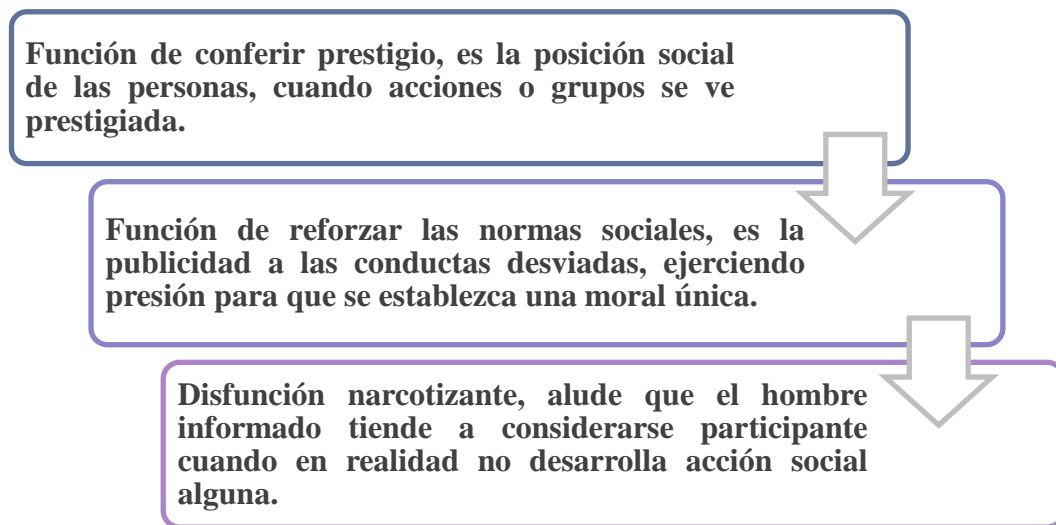 Función de conferir prestigio, es la posición social
de las personas, cuando acciones o grupos se ve
prestigiada.
Función de reforzar las normas sociales, es la
publicidad a las conductas desviadas, ejerciendo
presión para que se establezca una moral única.
Disfunción narcotizante, alude que el hombre
informado tiende a considerarse participante
cuando en realidad no desarrolla acción social
alguna.